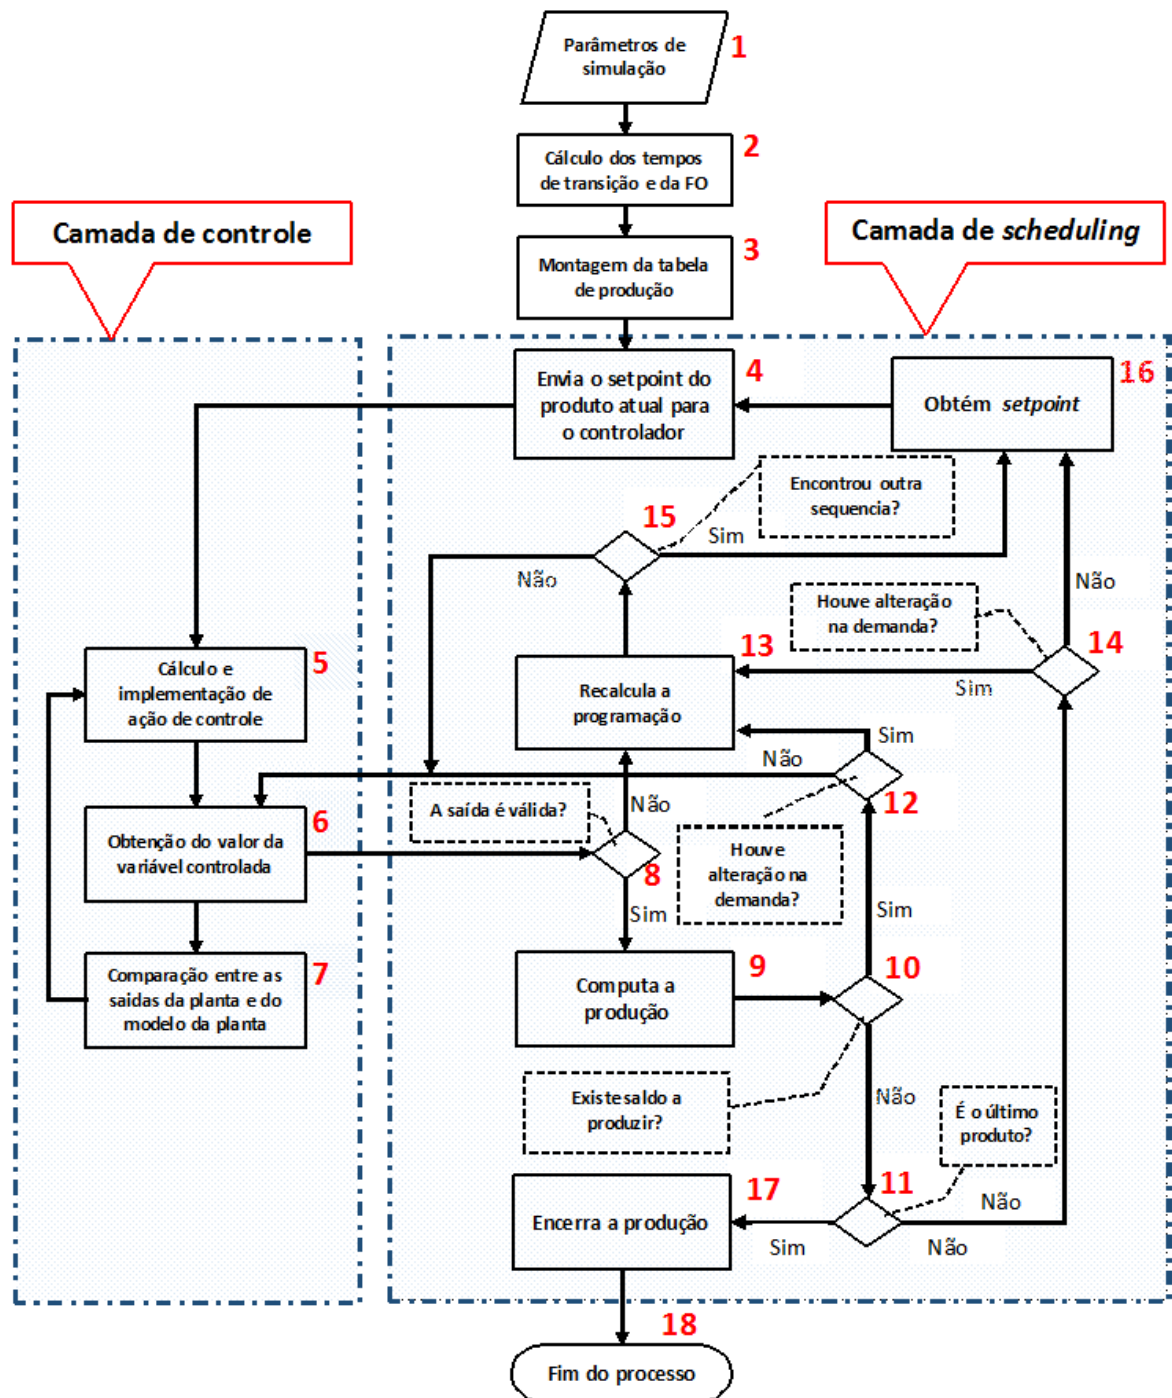 Parâmetros de
simulação
1
Cálculo dos tempos
de transição e da FO
2
Camada de controle
Camada de scheduling
Montagem da tabela
de produção
3
Envia o setpoint do
produto atual para
o controlador
4
Obtém setpoint
16
Encontrou outra
sequencia?
15
Sim
Não
Houve alteração
na demanda?
Não
14
Sim
13
Recalcula a
programação
Cálculo e
implementação de
ação de controle
5
Sim
Não
12
A saída é válida?
Não
8
Sim
Houve
alteração na
demanda?
Obtenção do valor da
variável controlada
6
Sim
Comparação entre as
saidas da planta e do
modelo da planta
7
Computa a
produção
9
10
Existe saldo a
produzir?
Não
É o último
produto?
11
Não
Não
Sim
Encerra a produção
17
18
Fim do processo